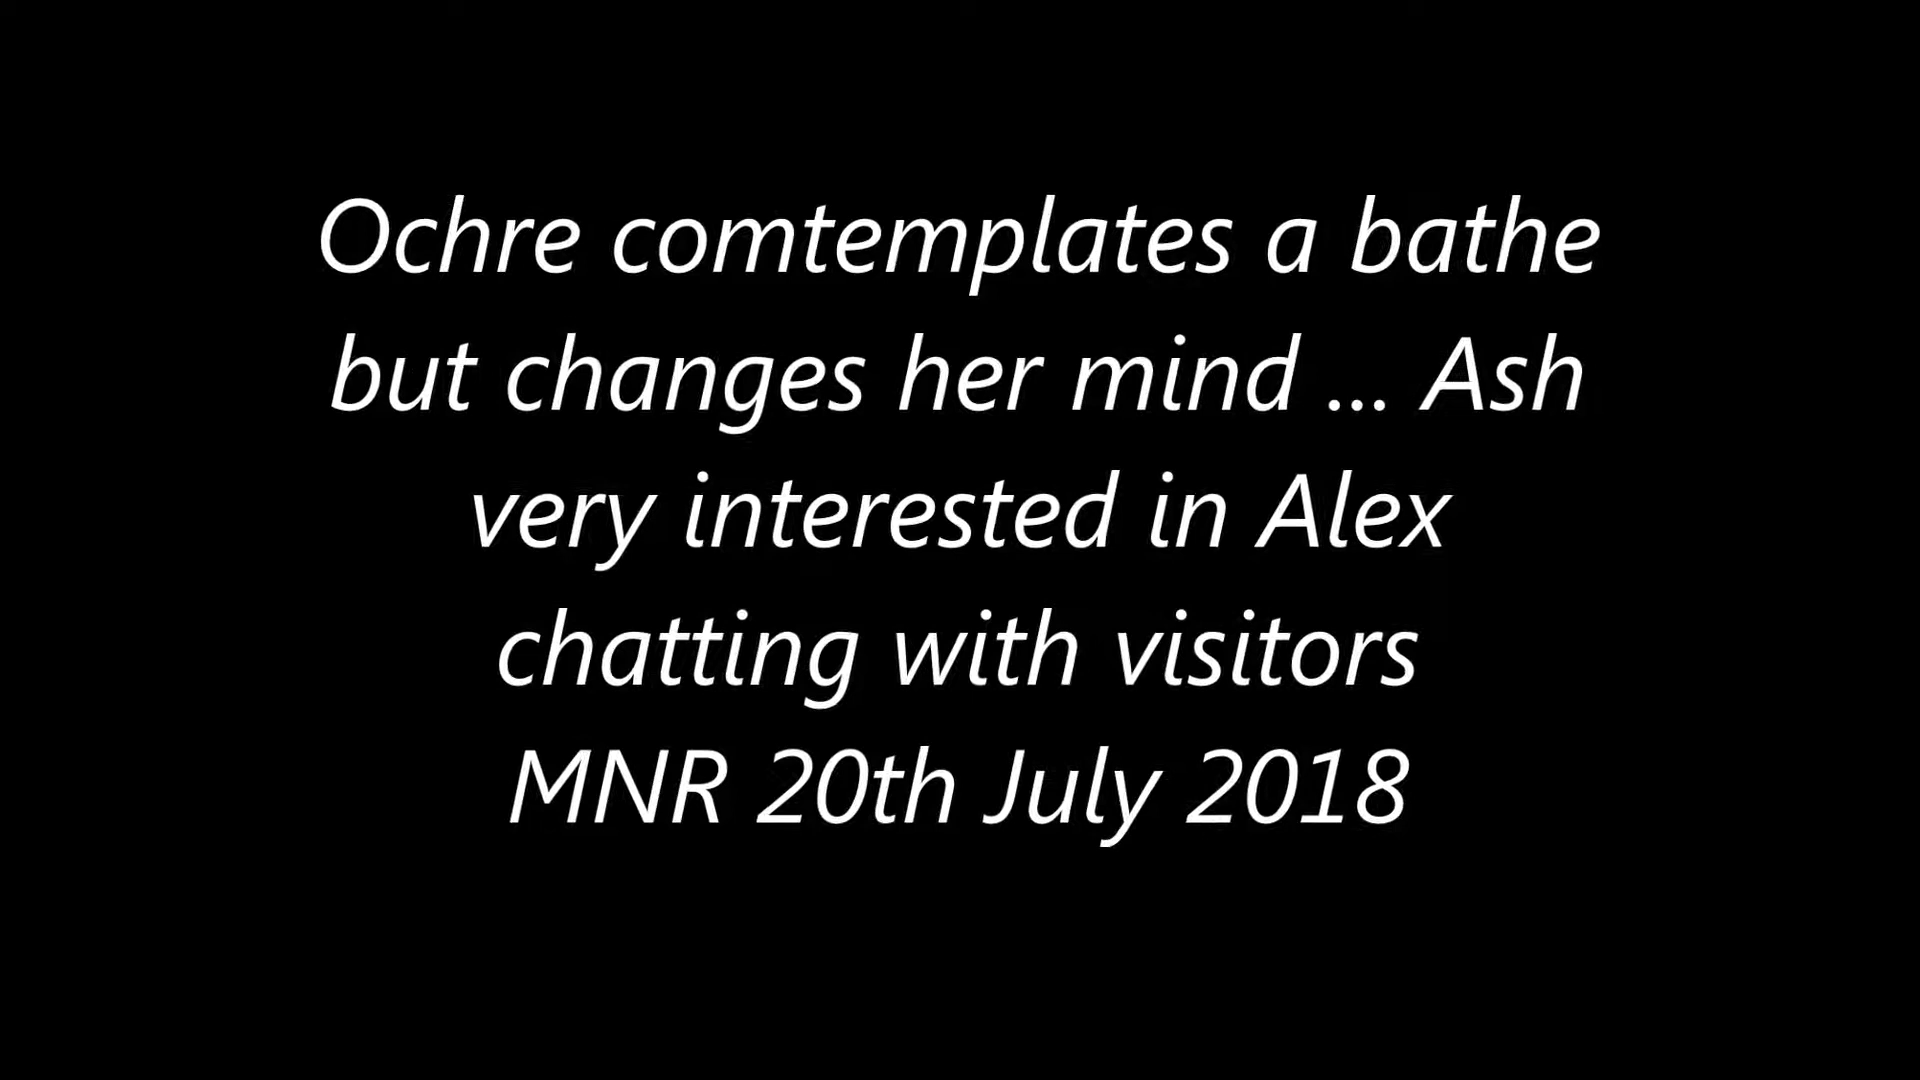 Ochre comtemplates a bathe
but changes her mind ... Ash
very interested in Alex
chatting with visitors
MNR 20th July 2018